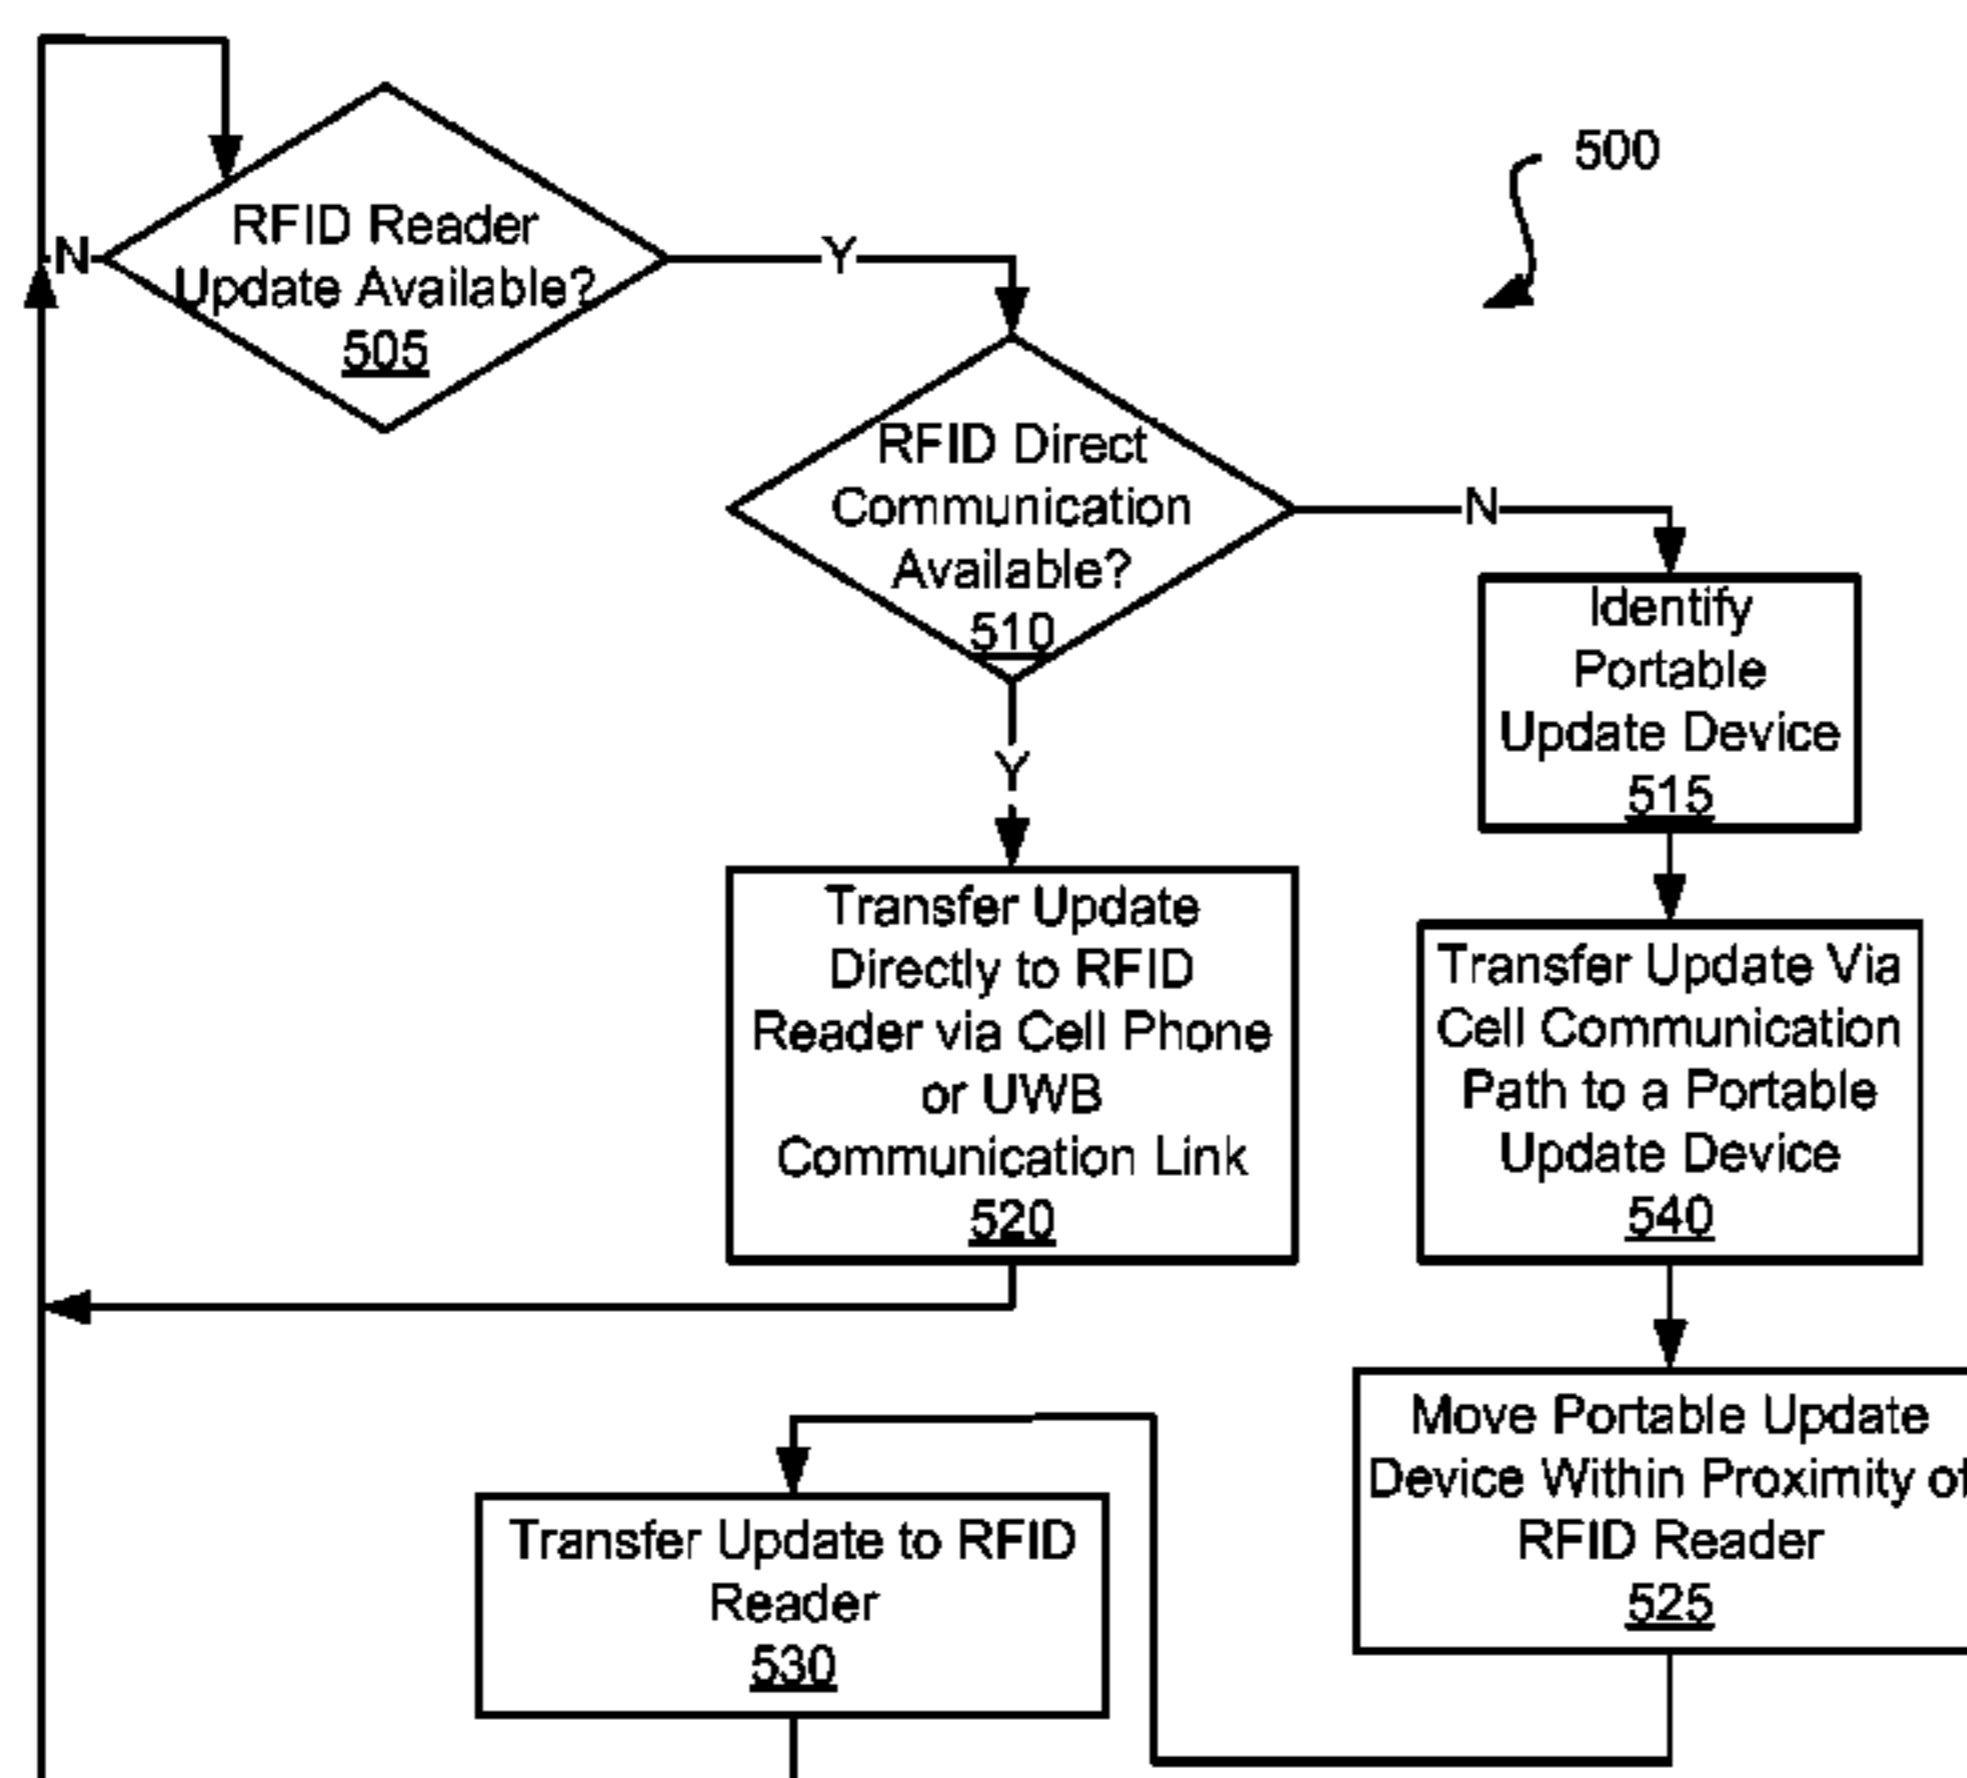 500
RFID Reader
Update Available?
505
N
Y
RFID Direct
Communication
Available?
510
N
Y
Identify
Portable
Update Device
515
Transfer Update
Directly to RFID
Reader via Cell Phone
or UWB
Communication Link
520
Transfer Update Via
Cell Communication
Path to a Portable
Update Device
540
Move Portable Update
Device Within Proximity of
RFID Reader
525
Transfer Update to RFID
Reader
530